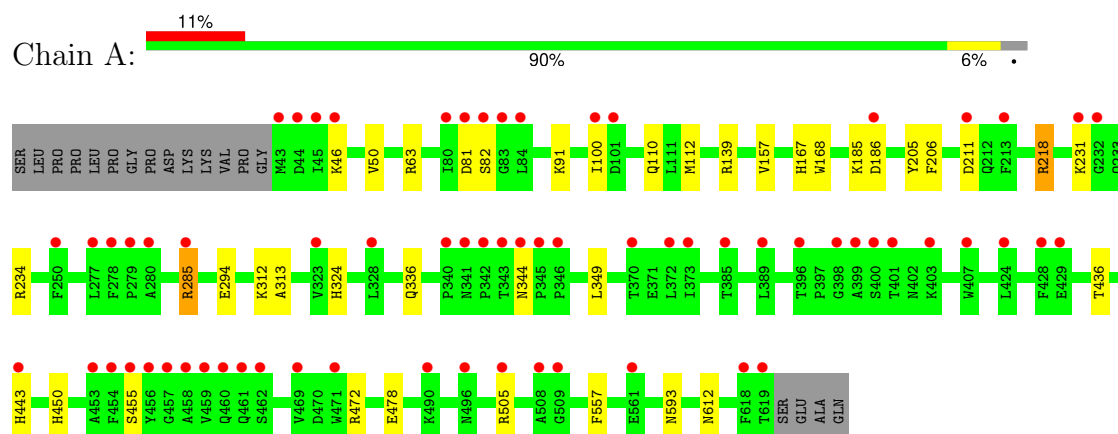 11%
Chain A:
90% 6% •
SER LEU PRO PRO LEU PRO GLY PRO ASP LYS LYS VAL PRO GLY M43 D44 I45 K46 V50 R63 I80 D81 S82 G83 L84 K91 I100 D101 Q110 L111 M112 R139 V157 H167 W168 K185 D186 Y205 F206 D211 Q212 F213 R218 K231 G232 Q233
R234 F250 L277 F278 P279 A280 R285 E294 K312 A313 V323 H324 L328 Q336 P340 N341 P342 T343 N344 P345 P346 L349 T370 E371 L372 I373 T385 L389 T396 P397 G398 A399 S400 T401 N402 K403 W407 L424 F428 E429 T436
H443 H450 A453 F454 S455 Y456 G457 A458 V459 Q460 Q461 S462 V469 D470 W471 R472 E478 K490 N496 R505 A508 G509 F557 E561 N593 N612 F618 T619 SER GLU ALA GLN